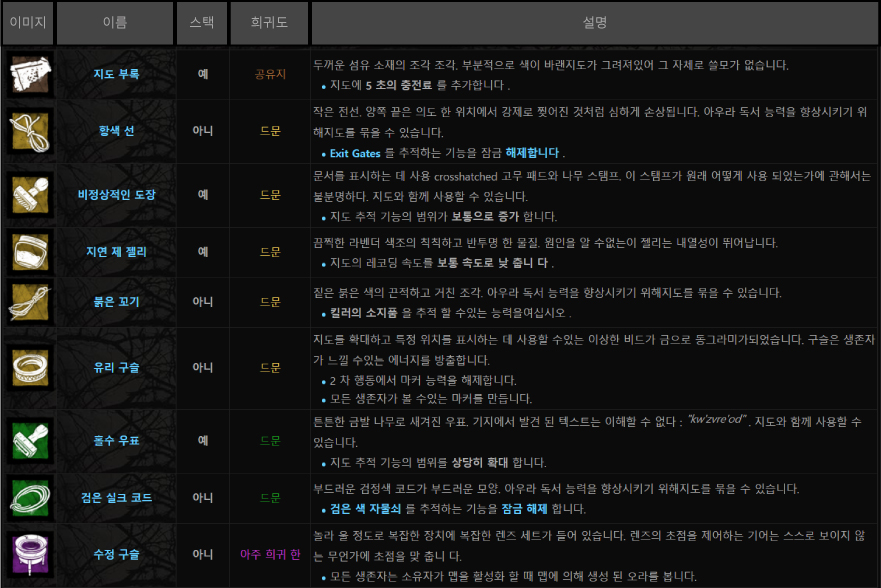 이미지 이름 스택 희귀도 설명
지도 부록 예 공유지
두꺼운 섬유 소재의 조각 조각. 부분적으로 색이 바랜지도가 그려져있어 그 자체로 쓸모가 없습니다.
• 지도에 5 초의 충전료 를 추가합니다 .
황색 선 아니 드문
작은 전선. 양쪽 끝은 의도 한 위치에서 강제로 찢어진 것처럼 심하게 손상됩니다. 아우라 독서 능력을 향상시키기 위
해지도를 묶을 수 있습니다.
• Exit Gates 를 추적하는 기능을 잠금 해제합니다 .
비정상적인 도장 예 드문
문서를 표시하는 데 사용 crosshatched 고무 패드와 나무 스탬프. 이 스탬프가 원래 어떻게 사용 되었는가에 관해서는
불분명하다. 지도와 함께 사용할 수 있습니다.
• 지도 추적 기능의 범위가 보통으로 증가 합니다.
지연 제 젤리 예 드문
끔찍한 라벤더 색조의 칙칙하고 반투명 한 물질. 원인을 알 수없는이 젤리는 내열성이 뛰어납니다.
• 지도의 레코딩 속도를 보통 속도로 낮 춥니 다 .
붉은 꼬기 아니 드문
짙은 붉은 색의 끈적하고 거친 조각. 아우라 독서 능력을 향상시키기 위해지도를 묶을 수 있습니다.
• 킬러의 소지품 을 추적 할 수있는 능력을여십시오 .
유리 구슬 아니 드문
지도를 확대하고 특정 위치를 표시하는 데 사용할 수있는 이상한 비드가 금으로 동그라미가되었습니다. 구슬은 생존자
가 느낄 수있는 에너지를 방출합니다.
• 2 차 행동에서 마커 능력을 해제합니다.
• 모든 생존자가 볼 수있는 마커를 만듭니다.
홀수 우표 예 드문
튼튼한 금발 나무로 새겨진 우표. 기지에서 발견 된 텍스트는 이해할 수 없다 : "kw'zvre'od" . 지도와 함께 사용할 수
있습니다.
• 지도 추적 기능의 범위를 상당히 확대 합니다.
검은 실크 코드 아니 드문
부드러운 검정색 코드가 부드러운 모양. 아우라 독서 능력을 향상시키기 위해지도를 묶을 수 있습니다.
• 검은 색 자물쇠 를 추적하는 기능을 잠금 해제 합니다.
수정 구슬 아니 아주 희귀 한
놀라 울 정도로 복잡한 장치에 복잡한 렌즈 세트가 들어 있습니다. 렌즈의 초점을 제어하는 기어는 스스로 보이지 않
는 무언가에 초점을 맞 춥니 다.
• 모든 생존자는 소유자가 맵을 활성화 할 때 맵에 의해 생성 된 오라를 봅니다.